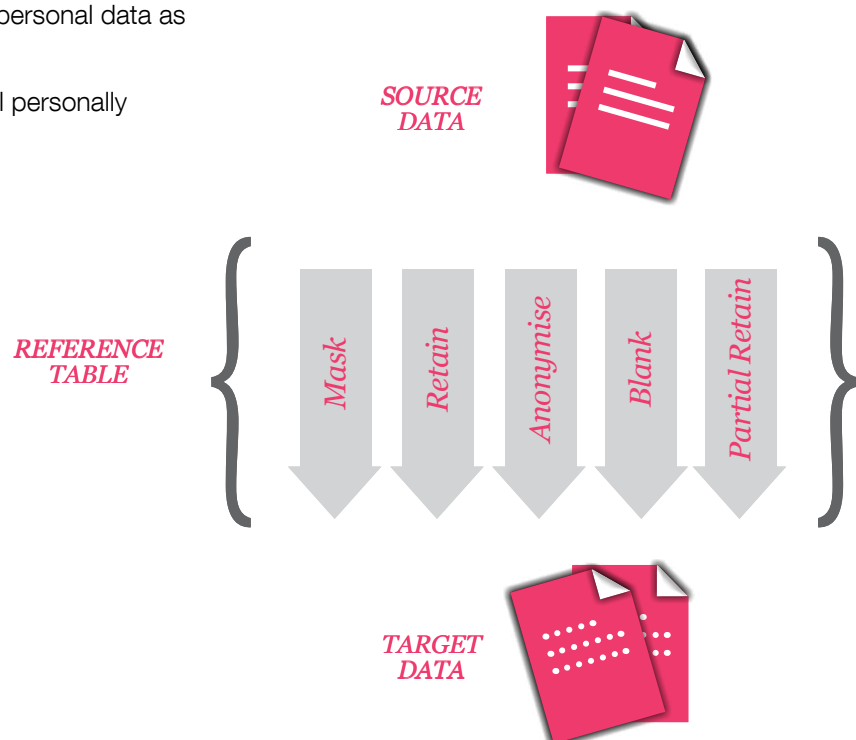 personal data as
l personally
SOURCE
DATA
REFERENCE
TABLE
Mask
Retain
Anonymise
Blank
Partial Retain
TARGET
DATA